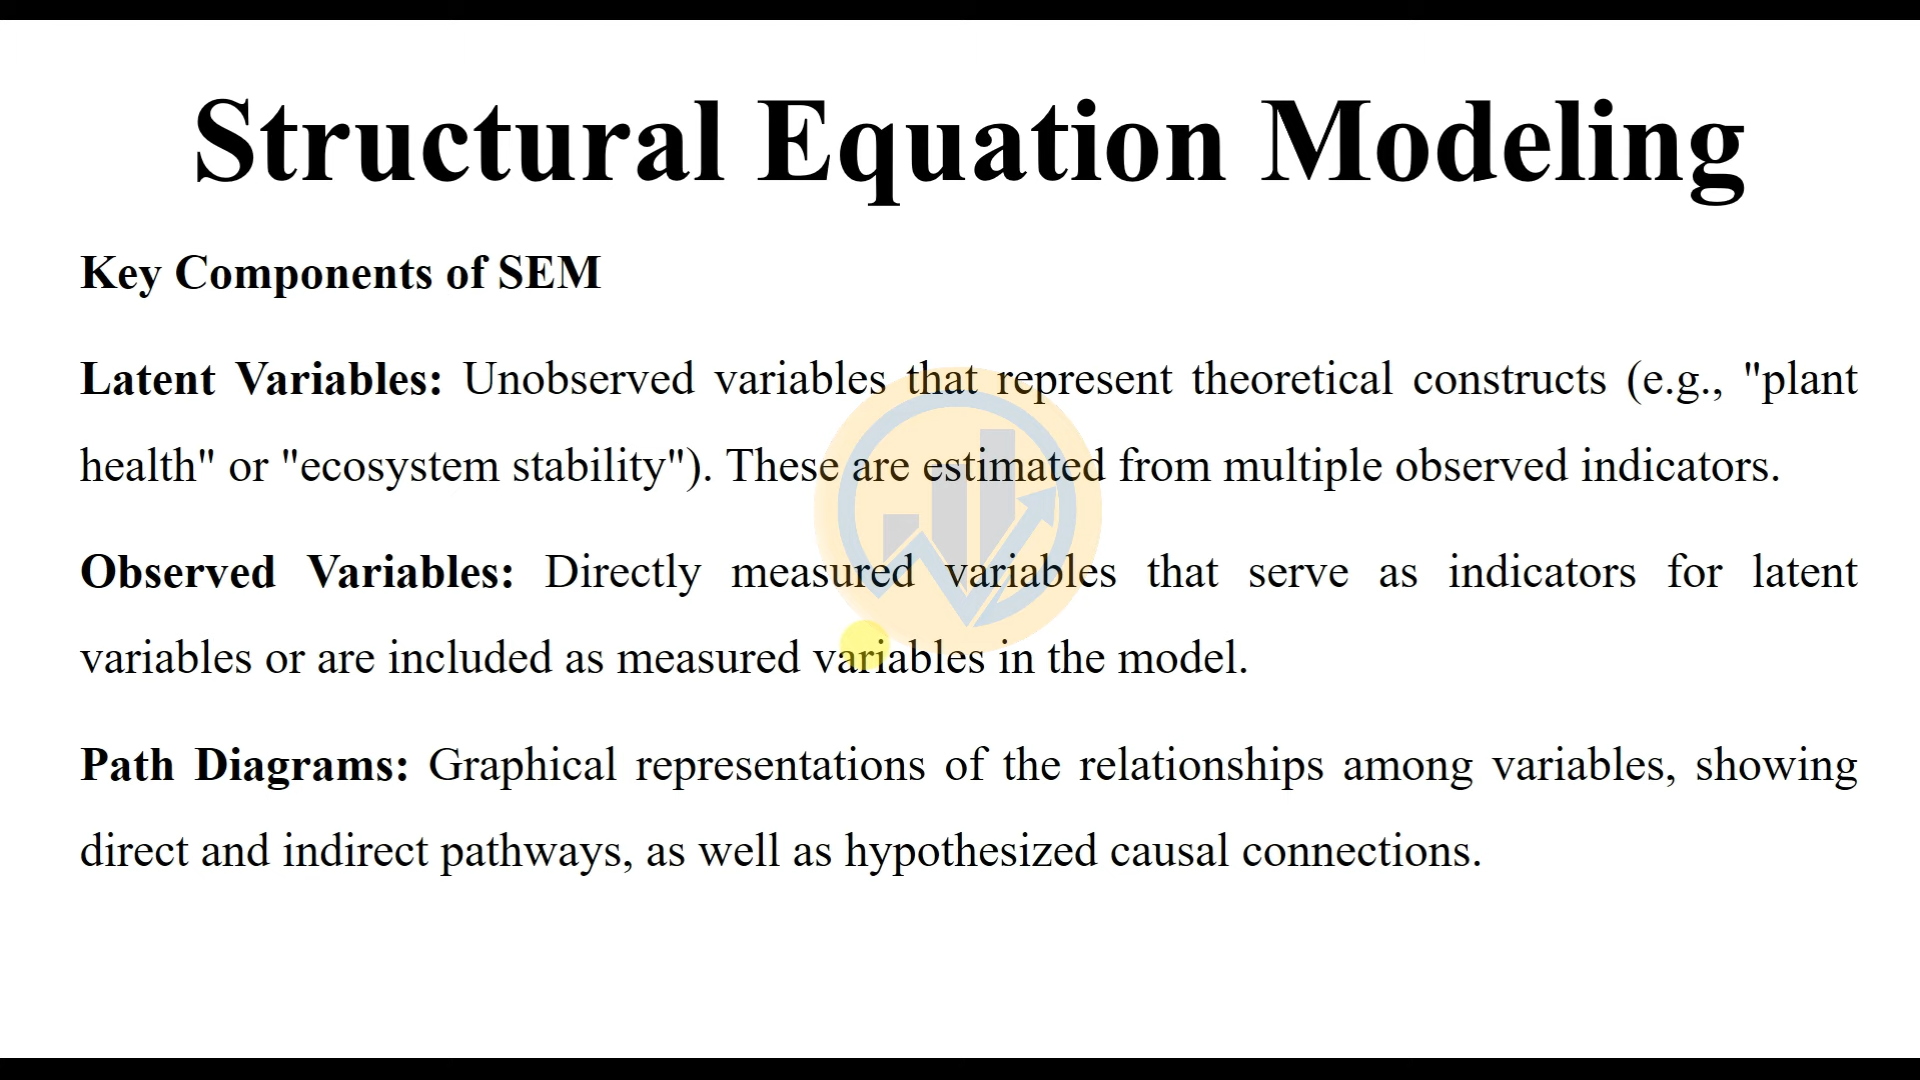 Structural Equation Modeling
Key Components of SEM
Latent Variables: Unobserved variables that represent theoretical constructs (e.g., "plant
health" or "ecosystem stability"). These are estimated from multiple observed indicators.
Observed Variables: Directly measured variables that serve as indicators for latent
variables or are included as measured variables in the model.
Path Diagrams: Graphical representations of the relationships among variables, showing
direct and indirect pathways, as well as hypothesized causal connections.